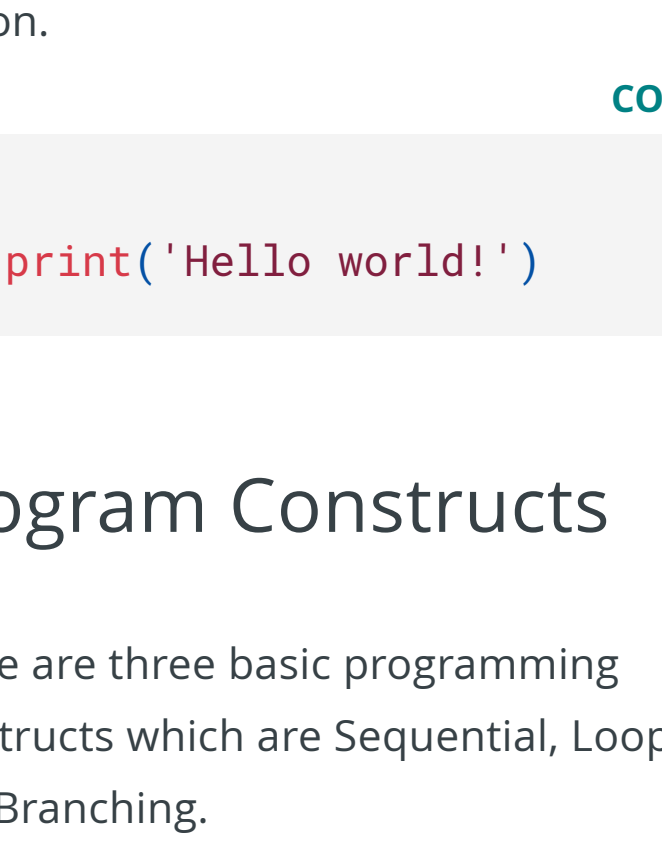 on.
CO
print('Hello world!')
ogram Constructs
e are three basic programming
tructs which are Sequential, Loop
Branching.